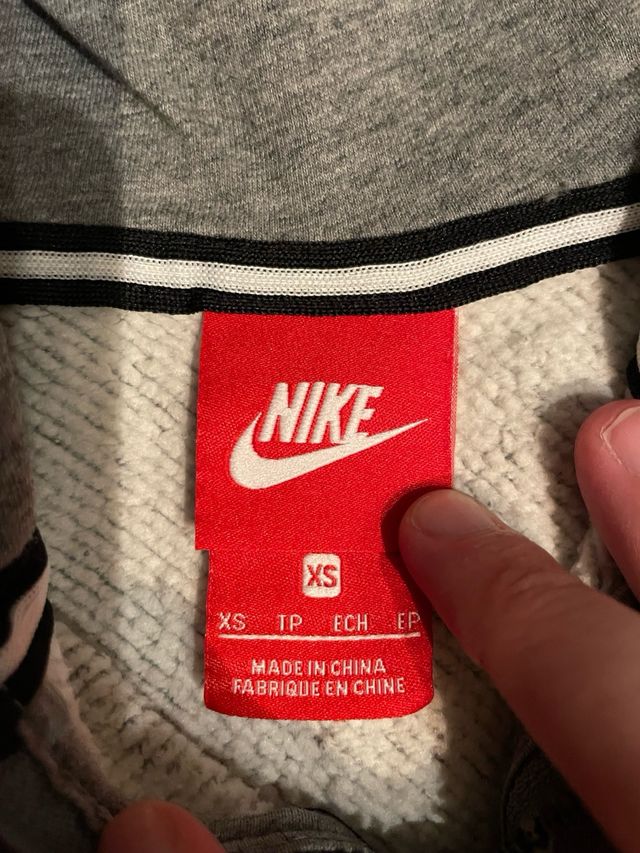 NIKE
XS
XS TP ECH EP
MADE IN CHINA
FABRIQUE EN CHINE